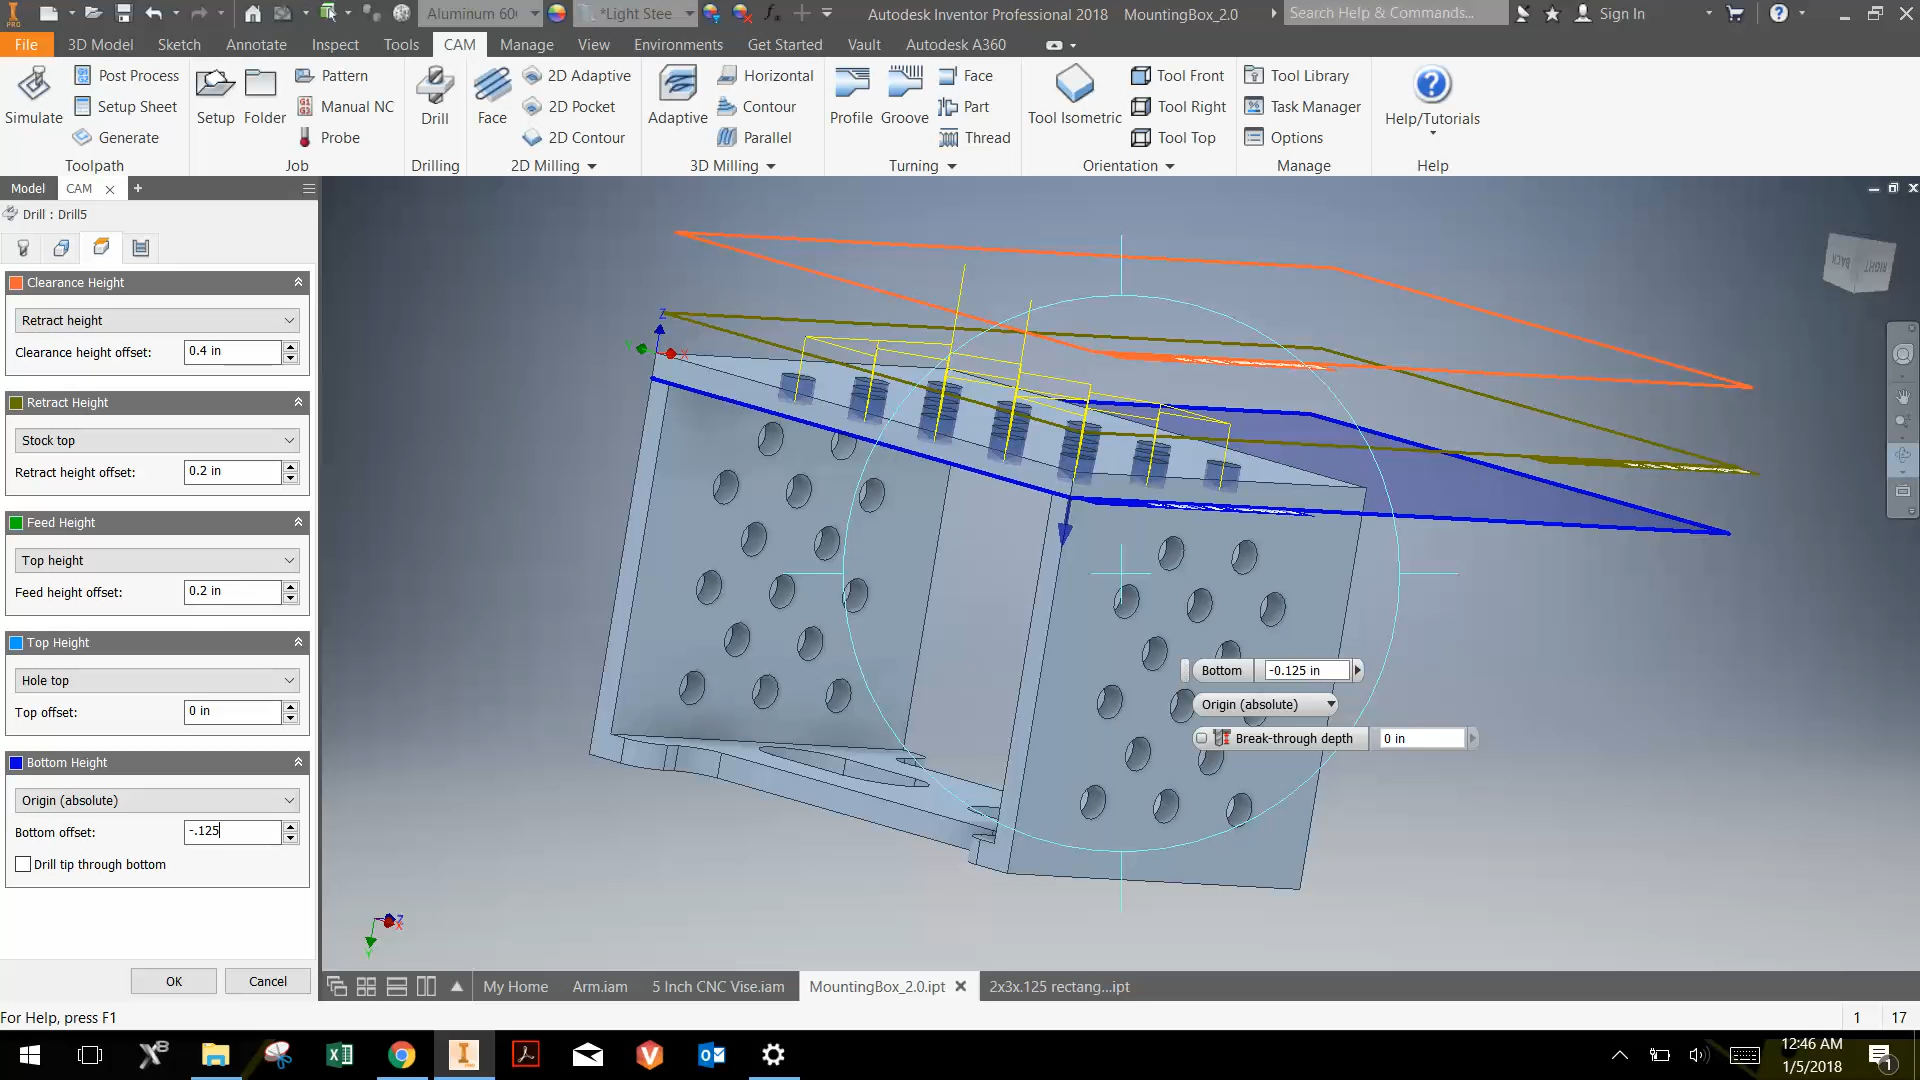 PRO
Aluminum 606
*Light Stee
Autodesk Inventor Professional 2018 MountingBox_2.0
Search Help & Commands...
Sign In
File 3D Model Sketch Annotate Inspect Tools CAM Manage View Environments Get Started Vault Autodesk A360
Simulate
Post Process
Setup Sheet
Generate
Toolpath
Setup
Folder
Pattern
Manual NC
Probe
Job
Drill
Drilling
Face
2D Adaptive
2D Pocket
2D Contour
2D Milling
Adaptive
Horizontal
Contour
Parallel
3D Milling
Profile
Groove
Face
Part
Thread
Turning
Tool Isometric
Tool Front
Tool Right
Tool Top
Orientation
Tool Library
Task Manager
Options
Manage
Help/Tutorials
Help
Model CAM
Drill : Drill5
Clearance Height
Retract height
Clearance height offset: 0.4 in
Retract Height
Stock top
Retract height offset: 0.2 in
Feed Height
Top height
Feed height offset: 0.2 in
Top Height
Hole top
Top offset: 0 in
Bottom Height
Origin (absolute)
Bottom offset: -.125
Drill tip through bottom
OK
Cancel
Z
X
Y
BACK
RIGHT
Bottom -0.125 in
Origin (absolute)
Break-through depth 0 in
Z
X
Y
My Home Arm.iam 5 Inch CNC Vise.iam MountingBox_2.0.ipt 2x3x.125 rectang...ipt
For Help, press F1
1 17
12:46 AM
1/5/2018
1